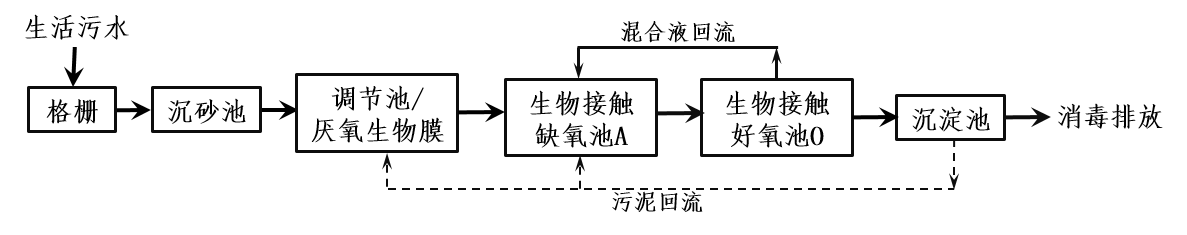 生活污水
混合液回流
格栅
沉砂池
调节池/
厌氧生物膜
生物接触
缺氧池A
生物接触
好氧池O
沉淀池
消毒排放
污泥回流